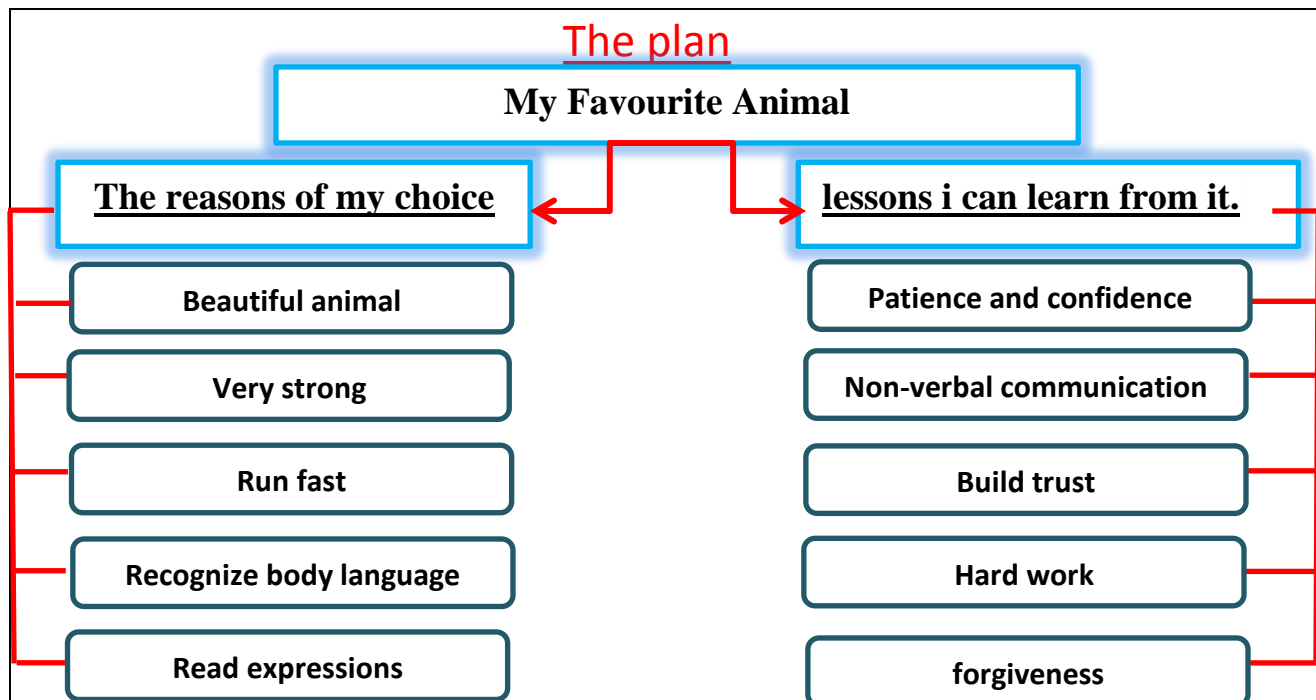 The plan
My Favourite Animal
The reasons of my choice
Beautiful animal
Very strong
Run fast
Recognize body language
Read expressions
lessons i can learn from it.
Patience and confidence
Non-verbal communication
Build trust
Hard work
forgiveness